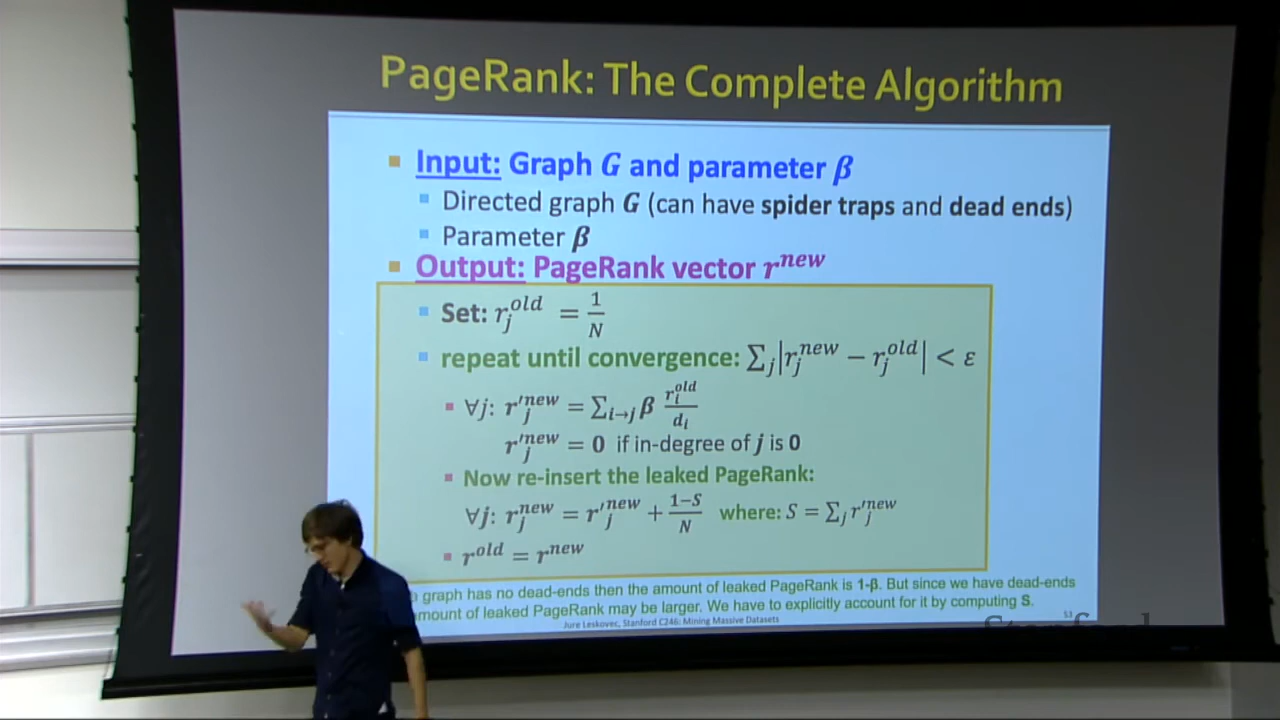 PageRank: The Complete Algorithm
Input: Graph G and parameter β
Directed graph G (can have spider traps and dead ends)
Parameter β
Output: PageRank vector r^new
Set: r_j^old = 1/N
repeat until convergence: ∑_j |r_j^new − r_j^old| < ε
∀j: r'_j^new = ∑_{i→j} β r_i^old / d_i
r'_j^new = 0 if in-degree of j is 0
Now re-insert the leaked PageRank:
∀j: r_j^new = r'_j^new + (1−S)/N where: S = ∑_j r'_j^new
r^old = r^new
graph has no dead-ends then the amount of leaked PageRank is 1-β. But since we have dead-ends
amount of leaked PageRank may be larger. We have to explicitly account for it by computing S.
Jure Leskovec, Stanford C246: Mining Massive Datasets
53